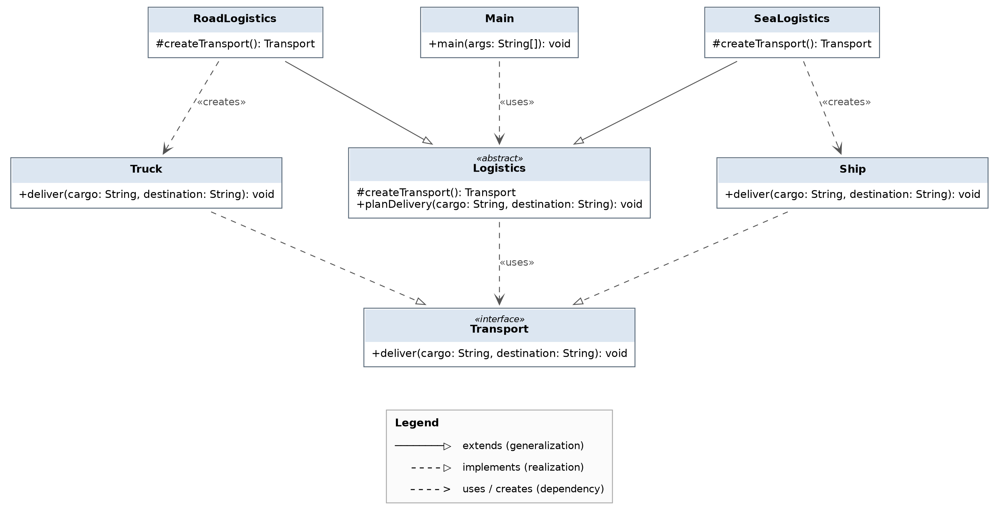 RoadLogistics
#createTransport(): Transport
Main
+main(args: String[]): void
SeaLogistics
#createTransport(): Transport
«creates»
«uses»
«creates»
Truck
+deliver(cargo: String, destination: String): void
«abstract»
Logistics
#createTransport(): Transport
+planDelivery(cargo: String, destination: String): void
Ship
+deliver(cargo: String, destination: String): void
«uses»
«interface»
Transport
+deliver(cargo: String, destination: String): void
Legend
extends (generalization)
implements (realization)
uses / creates (dependency)